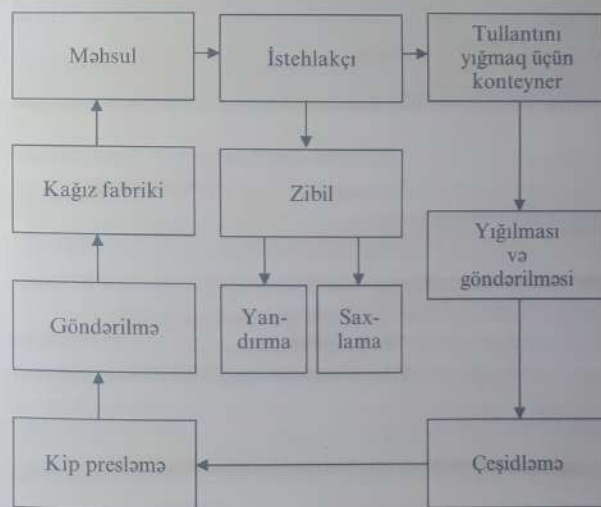 Məhsul
İstehlakçı
Tullantını
yığmaq üçün
konteyner
Kağız fabriki
Zibil
Yığılması
və
göndərilməsi
Göndərilmə
Yan-
dırma
Sax-
lama
Kip presləmə
Çeşidləmə